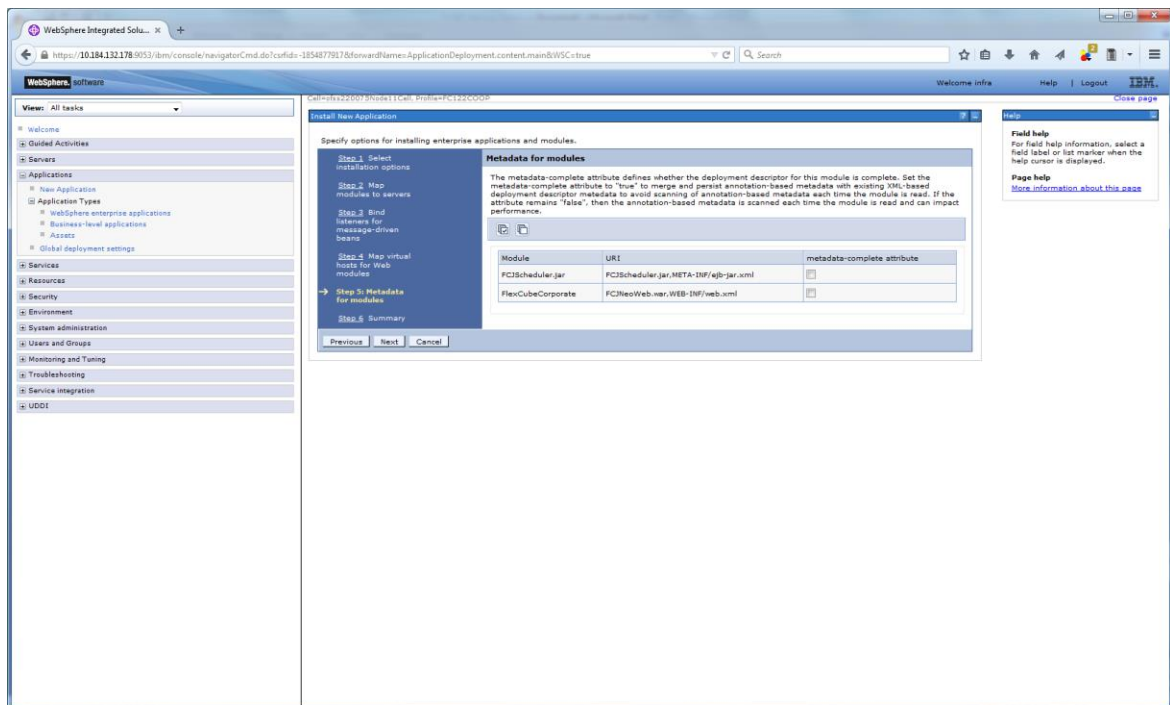 WebSphere Integrated Solu... × +
https://10.184.132.178:9053/ibm/console/navigatorCmd.do?csrfid=-1854877917&forwardName=ApplicationDeployment.content.main&WSC=true
Search
2
WebSphere. software
Welcome infra
Help | Logout
IBM.
View: All tasks
Welcome
Guided Activities
Servers
Applications
New Application
Application Types
WebSphere enterprise applications
Business-level applications
Assets
Global deployment settings
Services
Resources
Security
Environment
System administration
Users and Groups
Monitoring and Tuning
Troubleshooting
Service integration
UDDI
Close page
Install New Application
?
Specify options for installing enterprise applications and modules.
Step 1 Select
installation options
Step 2 Map
modules to servers
Step 3 Bind
listeners for
message-driven
beans
Step 4 Map virtual
hosts for Web
modules
Step 5: Metadata
for modules
Step 6 Summary
Metadata for modules
The metadata-complete attribute defines whether the deployment descriptor for this module is complete. Set the
metadata-complete attribute to "true" to merge and persist annotation-based metadata with existing XML-based
deployment descriptor metedata to avoid scanning of annotation-based metadata each time the module is read. If the
attribute remains "false", then the annotation-based metadata is scanned each time the module is read and can impact
performance.
Module URI metadata-complete attribute
FCJScheduler.jar FCJScheduler.jar,META-INF/ejb-jar.xml
FlexCubeCorporate FCJNeoWeb.war,WEB-INF/web.xml
Previous Next Cancel
Help
Field help
For field help information, select a
field label or list marker when the
help cursor is displayed.
Page help
More information about this page